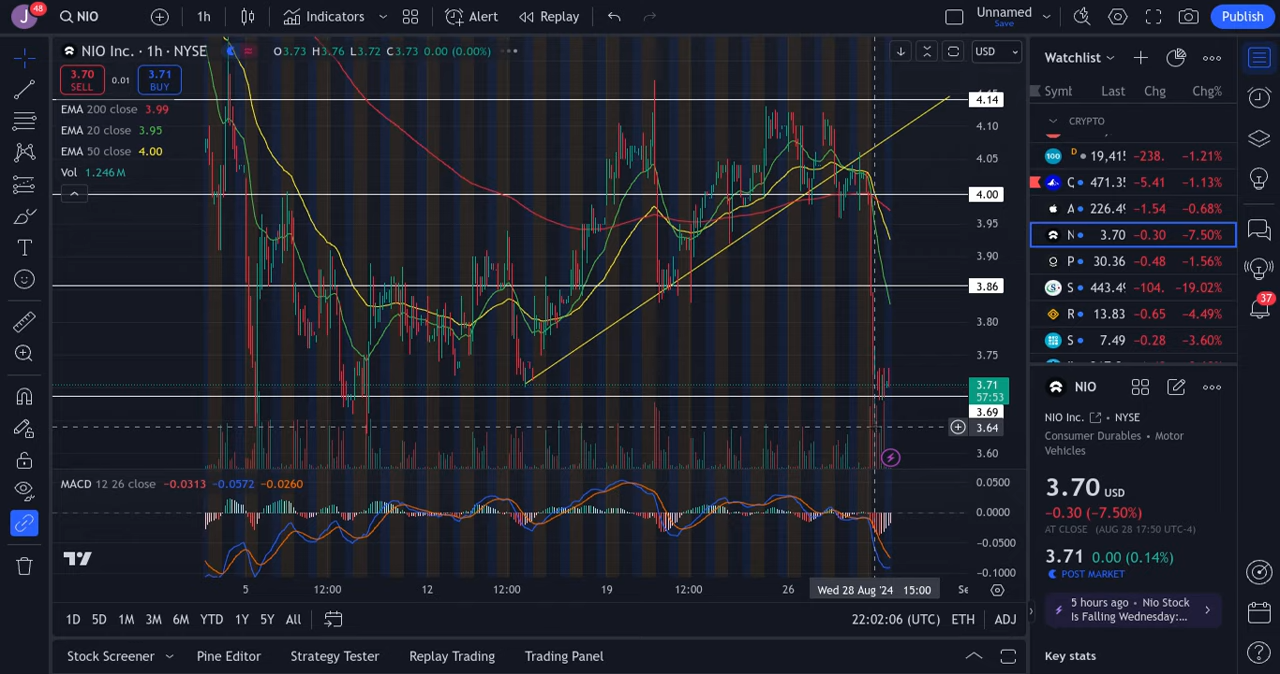 J 48 NIO 1h Indicators Alert Replay Unnamed Save Publish
NIO Inc. · 1h · NYSE O3.73 H3.76 L3.72 C3.73 0.00 (0.00%) USD
3.70 SELL 0.01 3.71 BUY
EMA 200 close 3.99
EMA 20 close 3.95
EMA 50 close 4.00
Vol 1.246M
4.14
4.10
4.05
4.00
3.95
3.90
3.86
3.80
3.75
3.71
57:53
3.69
3.64
3.60
MACD 12 26 close −0.0313 −0.0572 −0.0260
0.0500
0.0000
−0.0500
−0.1000
5 12:00 12 12:00 19 12:00 26 Wed 28 Aug '24 15:00 Se
1D 5D 1M 3M 6M YTD 1Y 5Y All 22:02:06 (UTC) ETH ADJ
Stock Screener Pine Editor Strategy Tester Replay Trading Trading Panel
Watchlist
Symt Last Chg Chg%
CRYPTO
100 D 19,41 −238. −1.21%
471.3 −5.41 −1.13%
A 226.4 −1.54 −0.68%
N 3.70 −0.30 −7.50%
P 30.36 −0.48 −1.56%
S 443.4 −104. −19.02%
R 13.83 −0.65 −4.49%
S 7.49 −0.28 −3.60%
NIO
NIO Inc. • NYSE
Consumer Durables • Motor
Vehicles
3.70 USD
−0.30 (−7.50%)
AT CLOSE (AUG 28 17:50 UTC-4)
3.71 0.00 (0.14%)
POST MARKET
5 hours ago • Nio Stock
Is Falling Wednesday:...
Key stats
37